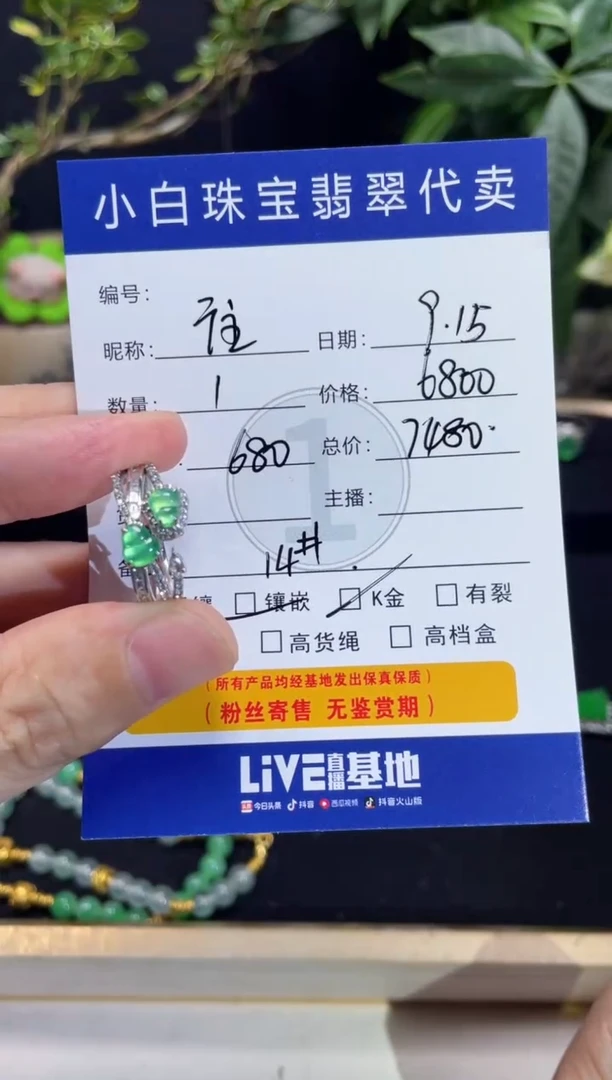 小白珠宝翡翠代卖
编号:
昵称: 日期: 9.15
数量: 1 价格: 6800
680 总价: 7480
主播:
14#
镶嵌 K金 有裂
高货绳 高档盒
(所有产品均经基地发出保真保质)
(粉丝寄售 无鉴赏期)
LiVE直播基地
头条 今日头条 抖音 西瓜视频 抖音火山版